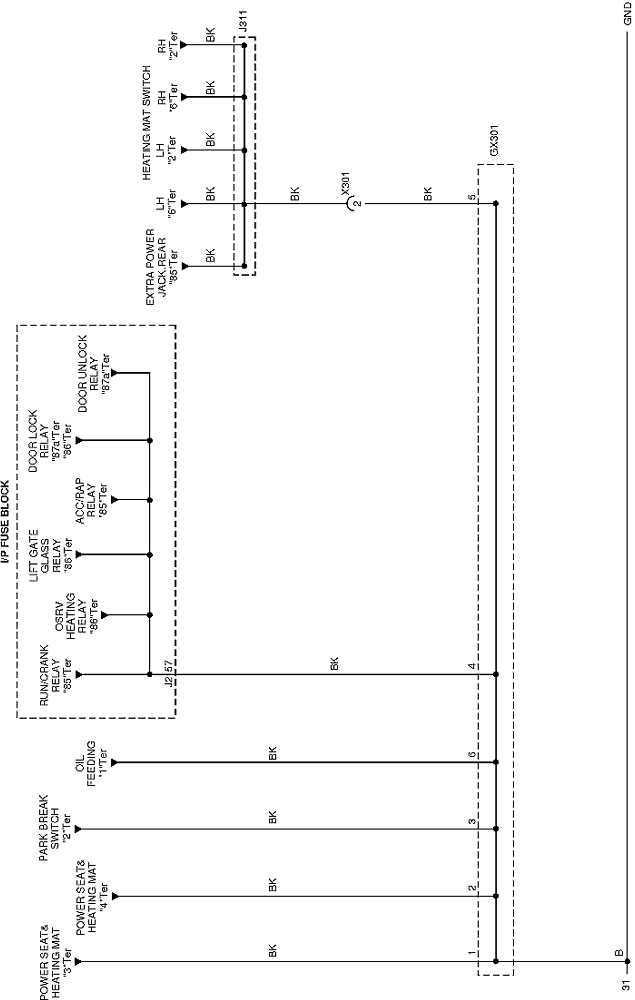 POWER SEAT&
HEATING MAT
"3"Ter
BK
1
B
31
POWER SEAT&
HEATING MAT
"4"Ter
BK
2
PARK BREAK
SWITCH
"2"Ter
BK
3
OIL
FEEDING
"1"Ter
BK
6
I/P FUSE BLOCK
RUN/CRANK
RELAY
"85"Ter
J2 57
BK
4
OSRV
HEATING
RELAY
"86"Ter
LIFT GATE
GLASS
RELAY
"86"Ter
ACC/RAP
RELAY
"85"Ter
DOOR LOCK
RELAY
"87a"Ter
"86"Ter
DOOR UNLOCK
RELAY
"87a"Ter
EXTRA POWER
JACK.REAR
"85"Ter
BK
HEATING MAT SWITCH
LH
"6"Ter
BK
LH
"2"Ter
BK
RH
"6"Ter
BK
RH
"2"Ter
BK
J311
BK
X301
2
BK
5
GX301
GND